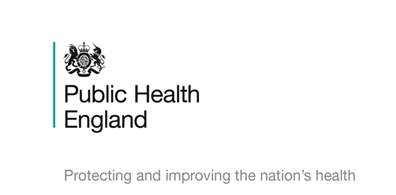 Public Health
England
Protecting and improving the nation's health